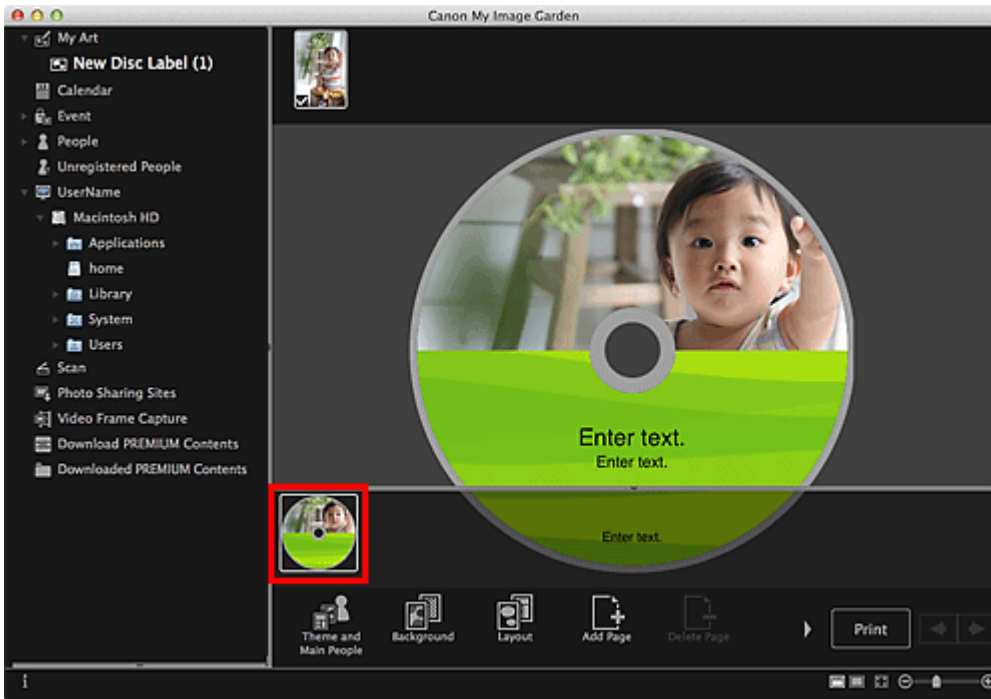 Canon My Image Garden
My Art
New Disc Label (1)
Calendar
Event
People
Unregistered People
UserName
Macintosh HD
Applications
home
Library
System
Users
Scan
Photo Sharing Sites
Video Frame Capture
Download PREMIUM Contents
Downloaded PREMIUM Contents
Enter text.
Enter text.
Enter text.
Theme and
Main People
Background
Layout
Add Page
Delete Page
Print